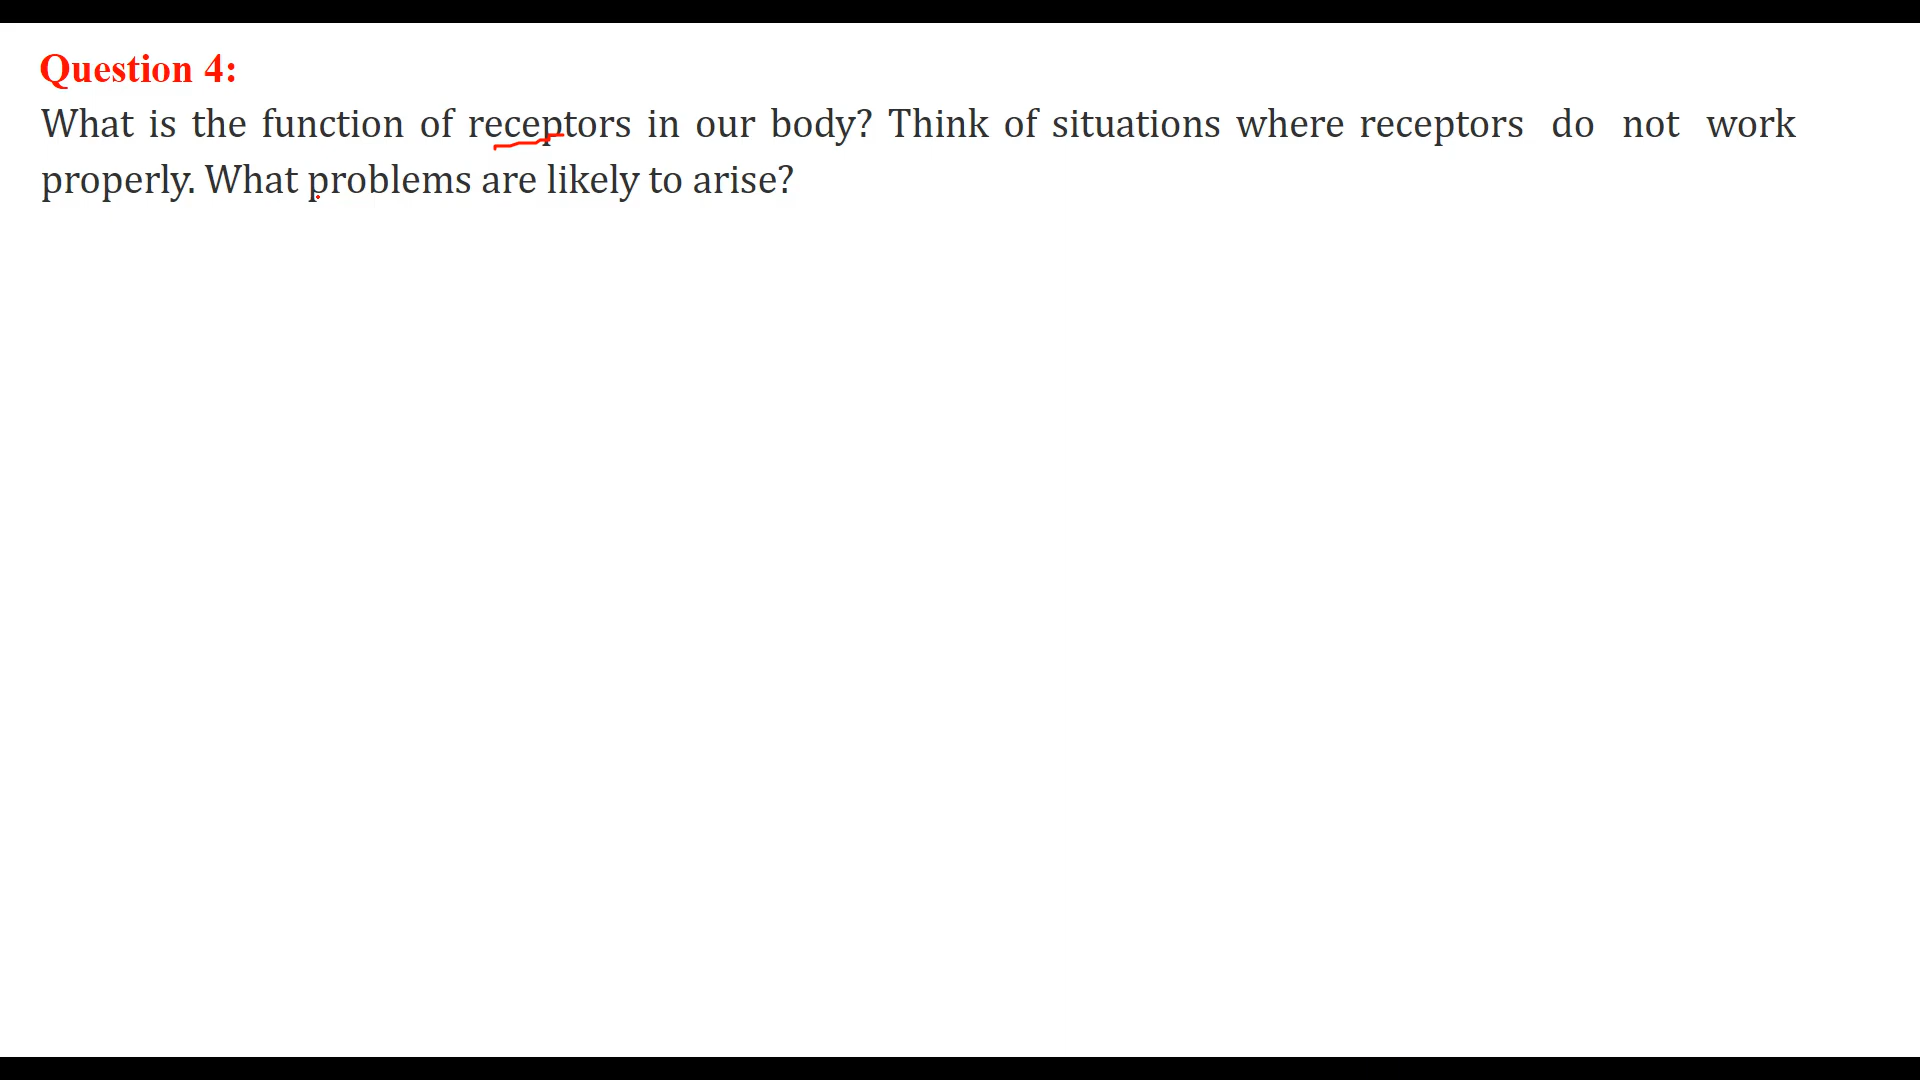 Question 4:
What is the function of receptors in our body? Think of situations where receptors do not work
properly. What problems are likely to arise?